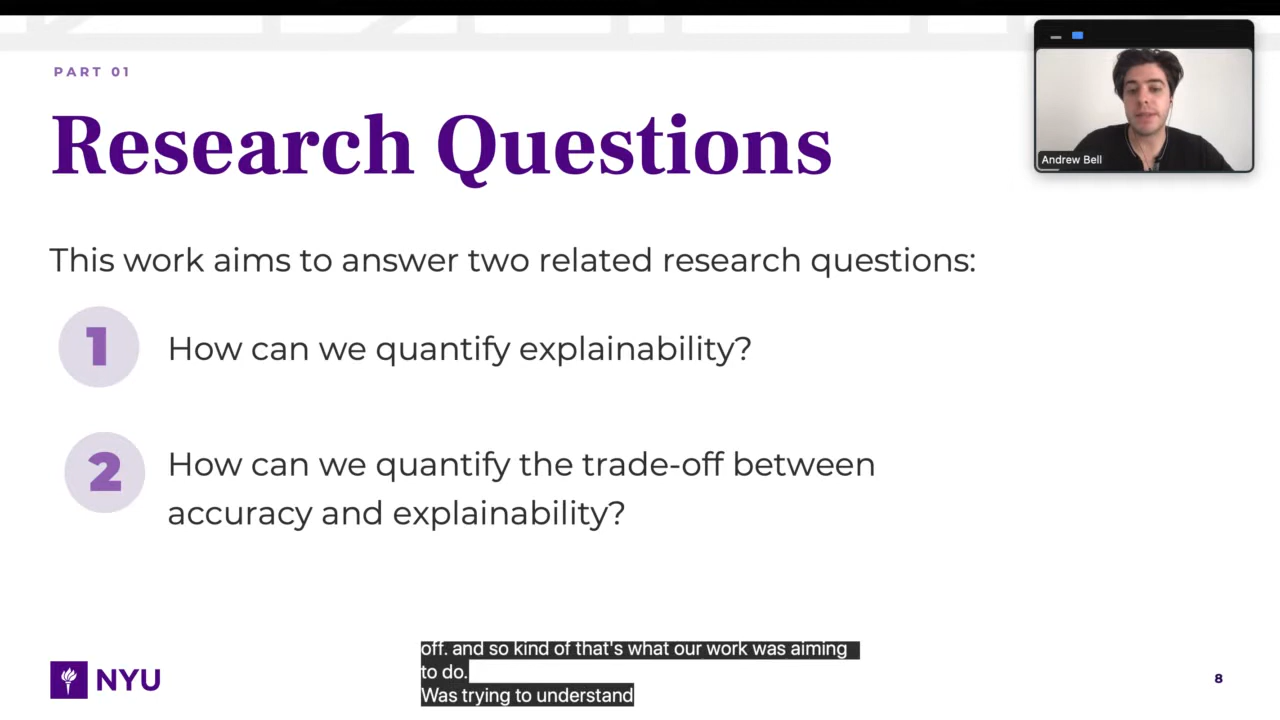 PART 01
Research Questions
Andrew Bell
This work aims to answer two related research questions:
1
How can we quantify explainability?
2
How can we quantify the trade-off between
accuracy and explainability?
off. and so kind of that's what our work was aiming
to do.
Was trying to understand
NYU
8